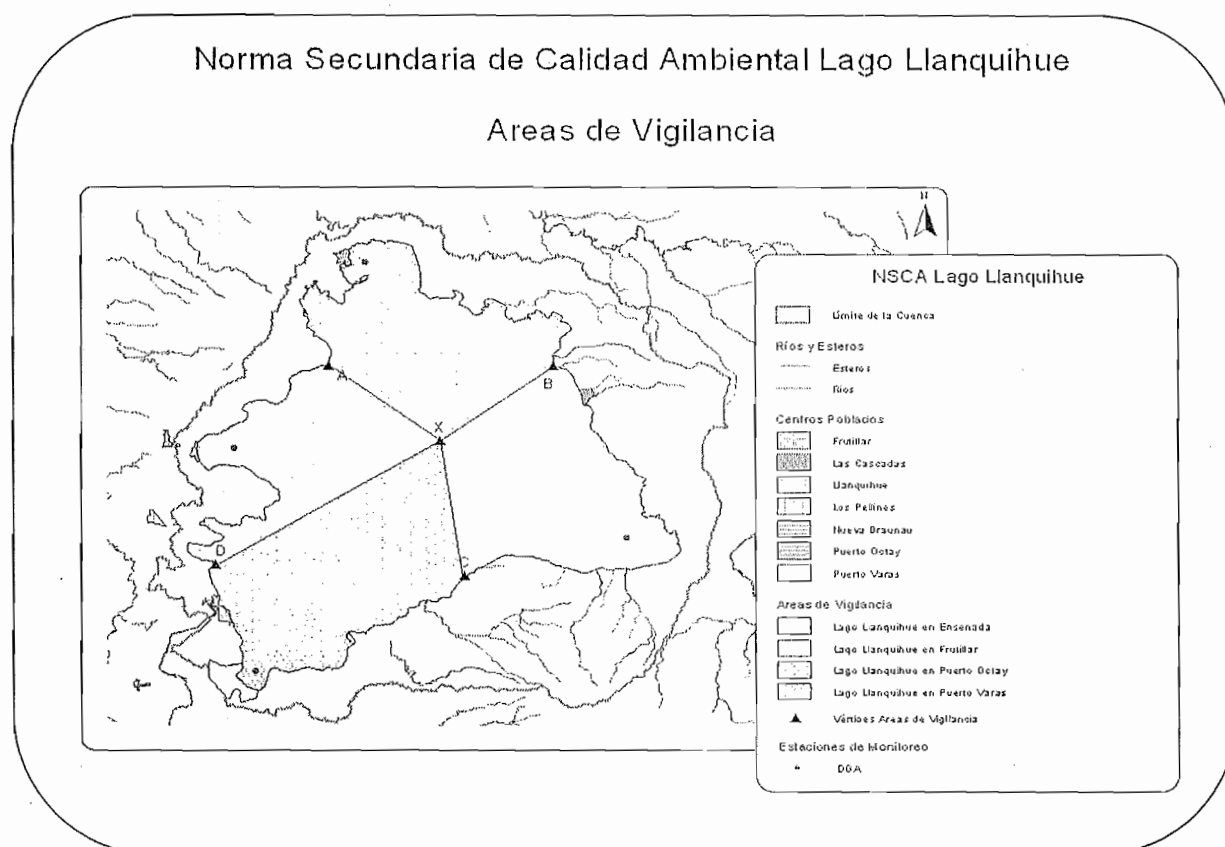 Norma Secundaria de Calidad Ambiental Lago Llanquihue
Areas de Vigilancia
N
A
B
X
D
C
NSCA Lago Llanquihue
Límite de la Cuenca
Ríos y Esteros
Esteros
Ríos
Centros Poblados
Frutillar
Las Cascadas
Llanquihue
Los Pellines
Nueva Braunau
Puerto Octay
Puerto Varas
Areas de Vigilancia
Lago Llanquihue en Ensenada
Lago Llanquihue en Frutillar
Lago Llanquihue en Puerto Octay
Lago Llanquihue en Puerto Varas
Vértices Areas de Vigilancia
Estaciones de Monitoreo
DGA